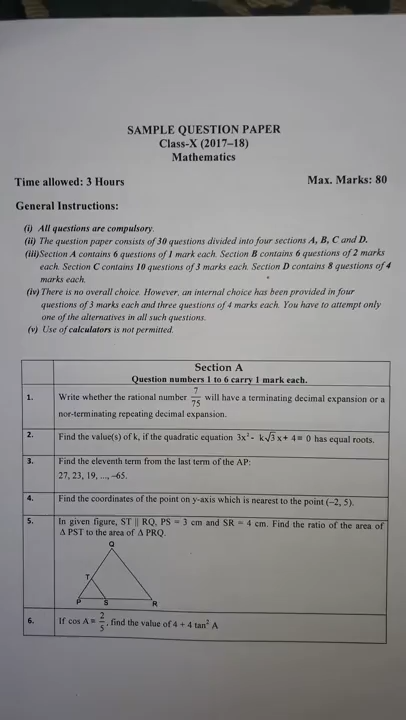 SAMPLE QUESTION PAPER
Class-X (2017–18)
Mathematics
Time allowed: 3 Hours Max. Marks: 80
General Instructions:
(i) All questions are compulsory.
(ii) The question paper consists of 30 questions divided into four sections A, B, C and D.
(iii)Section A contains 6 questions of 1 mark each. Section B contains 6 questions of 2 marks
each. Section C contains 10 questions of 3 marks each. Section D contains 8 questions of 4
marks each.
(iv) There is no overall choice. However, an internal choice has been provided in four
questions of 3 marks each and three questions of 4 marks each. You have to attempt only
one of the alternatives in all such questions.
(v) Use of calculators is not permitted.
Section A
Question numbers 1 to 6 carry 1 mark each.
1. Write whether the rational number 7/75 will have a terminating decimal expansion or a
nor-terminating repeating decimal expansion.
2. Find the value(s) of k, if the quadratic equation 3x² - k√3 x + 4 = 0 has equal roots.
3. Find the eleventh term from the last term of the AP:
27, 23, 19, ..., –65.
4. Find the coordinates of the point on y-axis which is nearest to the point (–2, 5).
5. In given figure, ST || RQ, PS = 3 cm and SR = 4 cm. Find the ratio of the area of
Δ PST to the area of Δ PRQ.
Q
T
P S R
6. If cos A = 2/5, find the value of 4 + 4 tan² A